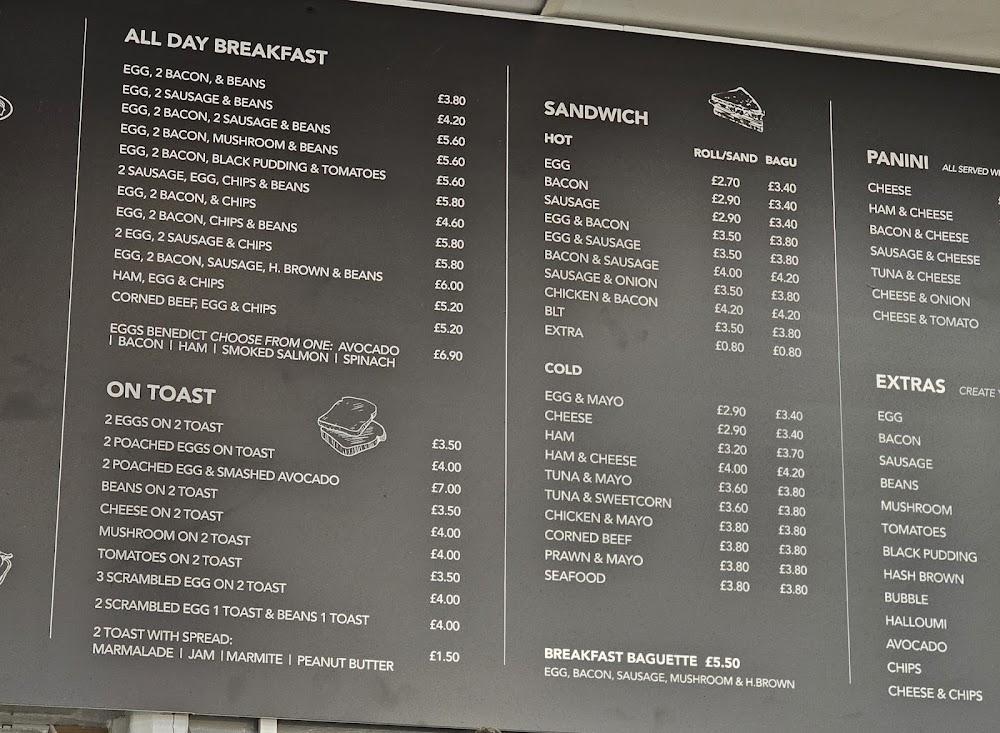 ALL DAY BREAKFAST
EGG, 2 BACON, & BEANS £3.80
EGG, 2 SAUSAGE & BEANS £4.20
EGG, 2 BACON, 2 SAUSAGE & BEANS £5.60
EGG, 2 BACON, MUSHROOM & BEANS £5.60
EGG, 2 BACON, BLACK PUDDING & TOMATOES £5.60
2 SAUSAGE, EGG, CHIPS & BEANS £5.80
EGG, 2 BACON, & CHIPS £4.60
EGG, 2 BACON, CHIPS & BEANS £5.80
2 EGG, 2 SAUSAGE & CHIPS £5.80
EGG, 2 BACON, SAUSAGE, H. BROWN & BEANS £6.00
HAM, EGG & CHIPS £5.20
CORNED BEEF, EGG & CHIPS £5.20
EGGS BENEDICT CHOOSE FROM ONE: AVOCADO
| BACON | HAM | SMOKED SALMON | SPINACH £6.90
ON TOAST
2 EGGS ON 2 TOAST £3.50
2 POACHED EGGS ON TOAST £4.00
2 POACHED EGG & SMASHED AVOCADO £7.00
BEANS ON 2 TOAST £3.50
CHEESE ON 2 TOAST £4.00
MUSHROOM ON 2 TOAST £4.00
TOMATOES ON 2 TOAST £3.50
3 SCRAMBLED EGG ON 2 TOAST £4.00
2 SCRAMBLED EGG 1 TOAST & BEANS 1 TOAST £4.00
2 TOAST WITH SPREAD:
MARMALADE | JAM | MARMITE | PEANUT BUTTER £1.50
SANDWICH
HOT ROLL/SAND BAGU
EGG £2.70 £3.40
BACON £2.90 £3.40
SAUSAGE £2.90 £3.40
EGG & BACON £3.50 £3.80
EGG & SAUSAGE £3.50 £3.80
BACON & SAUSAGE £4.00 £4.20
SAUSAGE & ONION £3.50 £3.80
CHICKEN & BACON £4.20 £4.20
BLT £3.50 £3.80
EXTRA £0.80 £0.80
COLD
EGG & MAYO £2.90 £3.40
CHEESE £2.90 £3.40
HAM £3.20 £3.70
HAM & CHEESE £4.00 £4.20
TUNA & MAYO £3.60 £3.80
TUNA & SWEETCORN £3.60 £3.80
CHICKEN & MAYO £3.80 £3.80
CORNED BEEF £3.80 £3.80
PRAWN & MAYO £3.80 £3.80
SEAFOOD £3.80 £3.80
BREAKFAST BAGUETTE £5.50
EGG, BACON, SAUSAGE, MUSHROOM & H.BROWN
PANINI ALL SERVED
CHEESE
HAM & CHEESE
BACON & CHEESE
SAUSAGE & CHEESE
TUNA & CHEESE
CHEESE & ONION
CHEESE & TOMATO
EXTRAS CREATE
EGG
BACON
SAUSAGE
BEANS
MUSHROOM
TOMATOES
BLACK PUDDING
HASH BROWN
BUBBLE
HALLOUMI
AVOCADO
CHIPS
CHEESE & CHIPS